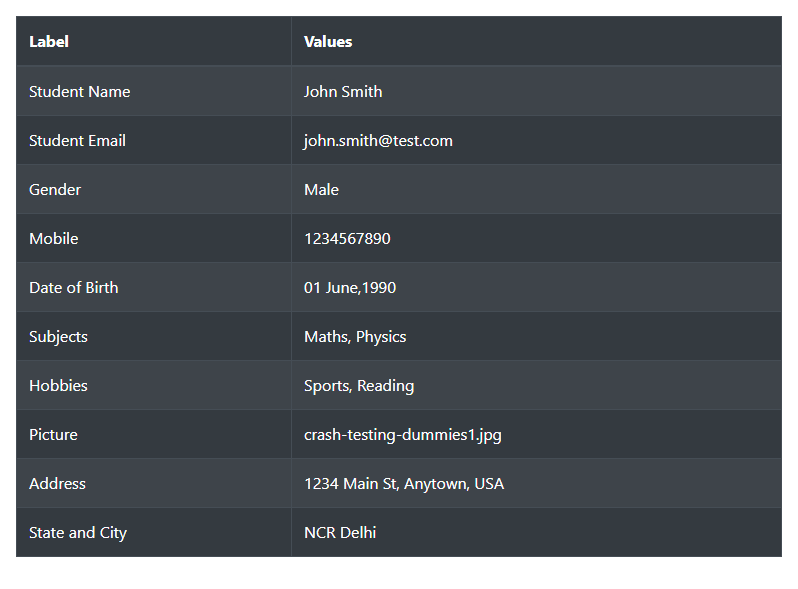 Label Values
Student Name John Smith
Student Email john.smith@test.com
Gender Male
Mobile 1234567890
Date of Birth 01 June,1990
Subjects Maths, Physics
Hobbies Sports, Reading
Picture crash-testing-dummies1.jpg
Address 1234 Main St, Anytown, USA
State and City NCR Delhi